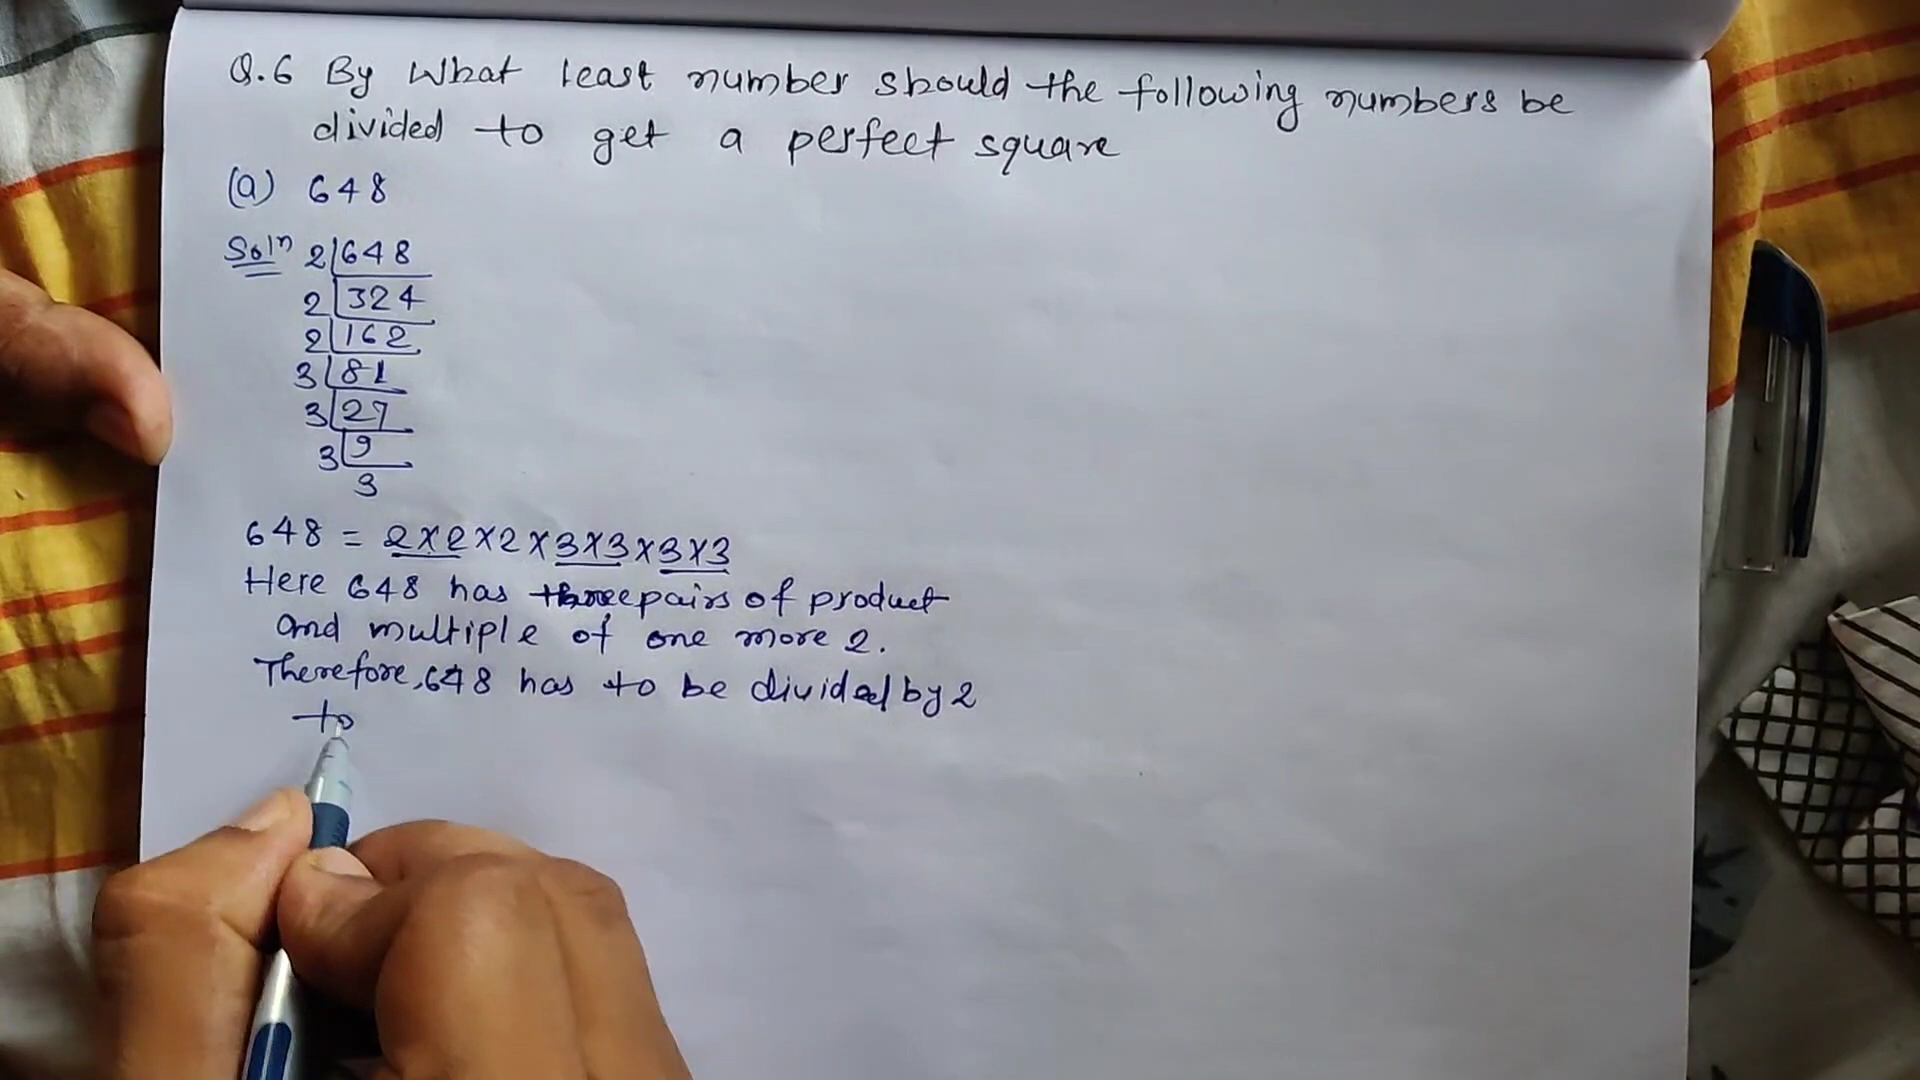 Q.6 By What least number should the following numbers be
divided to get a perfect square
(a) 648
Soln 2|648
2|324
2|162
3|81
3|27
3|9
3
648 = 2×2×2×3×3×3×3
Here 648 has three pairs of product
and multiple of one more 2.
Therefore, 648 has to be divided by 2
to